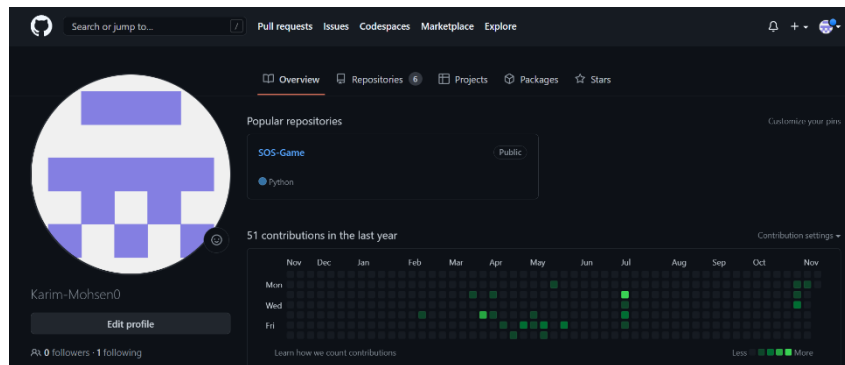 Search or jump to... / Pull requests Issues Codespaces Marketplace Explore
Overview Repositories 6 Projects Packages Stars
Popular repositories Customize your pins
SOS-Game Public
Python
51 contributions in the last year Contribution settings
Nov Dec Jan Feb Mar Apr May Jun Jul Aug Sep Oct Nov
Mon
Wed
Fri
Learn how we count contributions Less More
Karim-Mohsen0
Edit profile
0 followers · 1 following